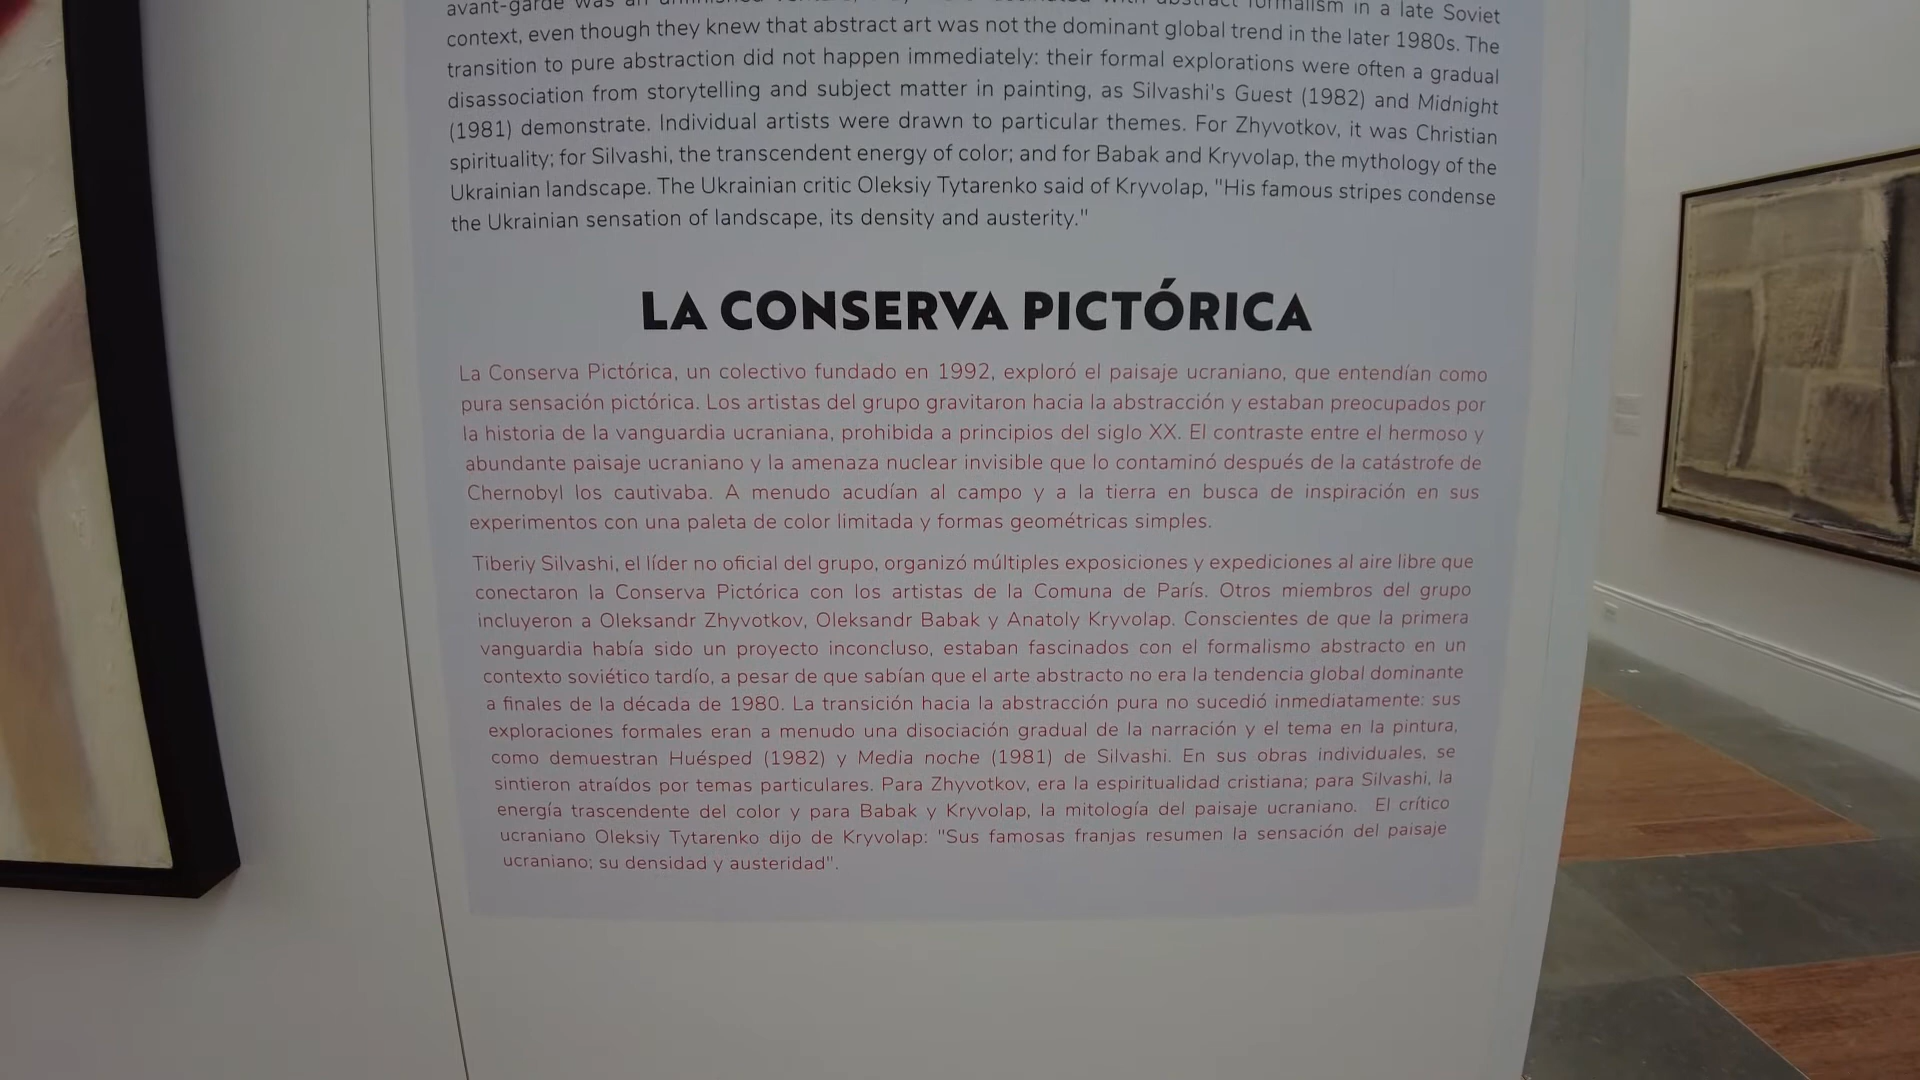 avant-garde was an unfinished venture, they were fascinated with abstract formalism in a late Soviet
context, even though they knew that abstract art was not the dominant global trend in the later 1980s. The
transition to pure abstraction did not happen immediately: their formal explorations were often a gradual
disassociation from storytelling and subject matter in painting, as Silvashi's Guest (1982) and Midnight
(1981) demonstrate. Individual artists were drawn to particular themes. For Zhyvotkov, it was Christian
spirituality; for Silvashi, the transcendent energy of color; and for Babak and Kryvolap, the mythology of the
Ukrainian landscape. The Ukrainian critic Oleksiy Tytarenko said of Kryvolap, "His famous stripes condense
the Ukrainian sensation of landscape, its density and austerity."
LA CONSERVA PICTÓRICA
La Conserva Pictórica, un colectivo fundado en 1992, exploró el paisaje ucraniano, que entendían como
pura sensación pictórica. Los artistas del grupo gravitaron hacia la abstracción y estaban preocupados por
la historia de la vanguardia ucraniana, prohibida a principios del siglo XX. El contraste entre el hermoso y
abundante paisaje ucraniano y la amenaza nuclear invisible que lo contaminó después de la catástrofe de
Chernobyl los cautivaba. A menudo acudían al campo y a la tierra en busca de inspiración en sus
experimentos con una paleta de color limitada y formas geométricas simples.
Tiberiy Silvashi, el líder no oficial del grupo, organizó múltiples exposiciones y expediciones al aire libre que
conectaron la Conserva Pictórica con los artistas de la Comuna de París. Otros miembros del grupo
incluyeron a Oleksandr Zhyvotkov, Oleksandr Babak y Anatoly Kryvolap. Conscientes de que la primera
vanguardia había sido un proyecto inconcluso, estaban fascinados con el formalismo abstracto en un
contexto soviético tardío, a pesar de que sabían que el arte abstracto no era la tendencia global dominante
a finales de la década de 1980. La transición hacia la abstracción pura no sucedió inmediatamente: sus
exploraciones formales eran a menudo una disociación gradual de la narración y el tema en la pintura,
como demuestran Huésped (1982) y Media noche (1981) de Silvashi. En sus obras individuales, se
sintieron atraídos por temas particulares. Para Zhyvotkov, era la espiritualidad cristiana; para Silvashi, la
energía trascendente del color y para Babak y Kryvolap, la mitología del paisaje ucraniano. El crítico
ucraniano Oleksiy Tytarenko dijo de Kryvolap: "Sus famosas franjas resumen la sensación del paisaje
ucraniano; su densidad y austeridad".